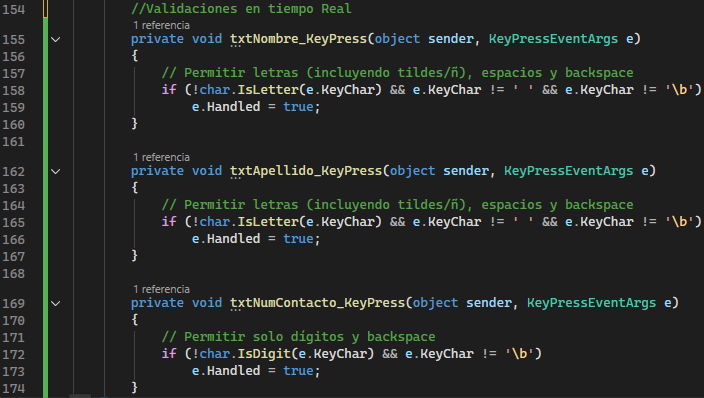 154 //Validaciones en tiempo Real
1 referencia
155 private void txtNombre_KeyPress(object sender, KeyPressEventArgs e)
156 {
157 // Permitir letras (incluyendo tildes/ñ), espacios y backspace
158 if (!char.IsLetter(e.KeyChar) && e.KeyChar != ' ' && e.KeyChar != '\b')
159 e.Handled = true;
160 }
161
1 referencia
162 private void txtApellido_KeyPress(object sender, KeyPressEventArgs e)
163 {
164 // Permitir letras (incluyendo tildes/ñ), espacios y backspace
165 if (!char.IsLetter(e.KeyChar) && e.KeyChar != ' ' && e.KeyChar != '\b')
166 e.Handled = true;
167 }
168
1 referencia
169 private void txtNumContacto_KeyPress(object sender, KeyPressEventArgs e)
170 {
171 // Permitir solo dígitos y backspace
172 if (!char.IsDigit(e.KeyChar) && e.KeyChar != '\b')
173 e.Handled = true;
174 }